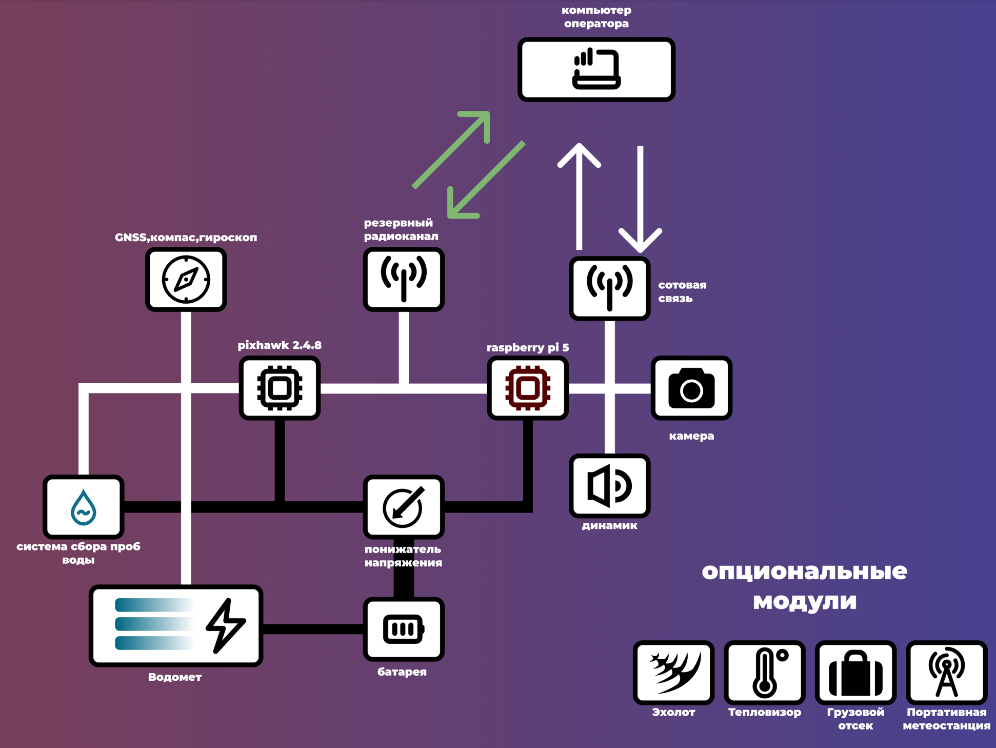 компьютер
оператора
резервный
радиоканал
GNSS,компас,гироскоп
сотовая
связь
pixhawk 2.4.8
raspberry pi 5
камера
динамик
система сбора проб
воды
понижатель
напряжения
опциональные
модули
Водомет
батарея
Эхолот
Тепловизор
Грузовой
отсек
Портативная
метеостанция